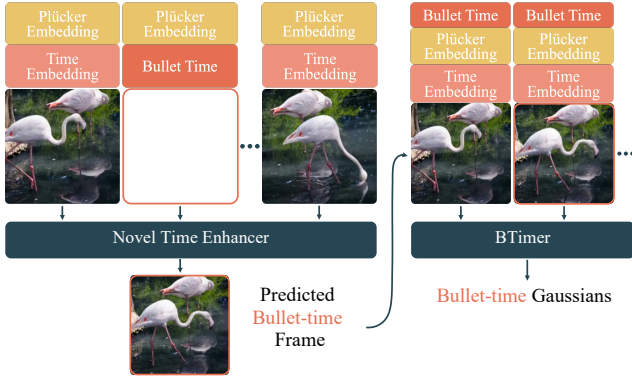 Plücker
Embedding
Time
Embedding
Plücker
Embedding
Bullet Time
Plücker
Embedding
Time
Embedding
Novel Time Enhancer
Predicted
Bullet-time
Frame
Bullet Time
Plücker
Embedding
Time
Embedding
Bullet Time
Plücker
Embedding
Time
Embedding
BTimer
Bullet-time Gaussians